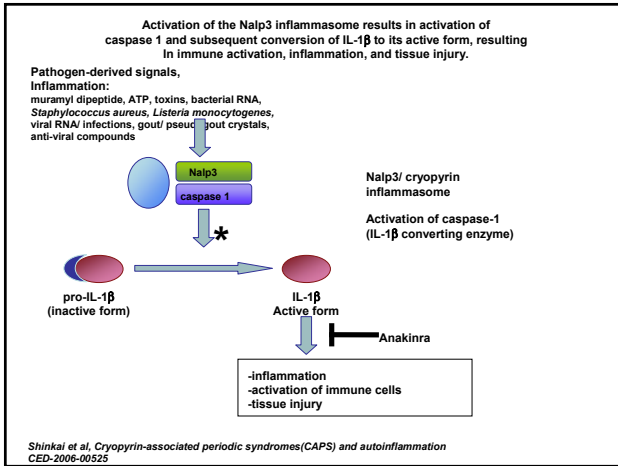 Activation of the Nalp3 inflammasome results in activation of
caspase 1 and subsequent conversion of IL-1β to its active form, resulting
In immune activation, inflammation, and tissue injury.
Pathogen-derived signals,
Inflammation:
muramyl dipeptide, ATP, toxins, bacterial RNA,
Staphylococcus aureus, Listeria monocytogenes,
viral RNA/ infections, gout/ pseudogout crystals,
anti-viral compounds
Nalp3
caspase 1
Nalp3/ cryopyrin
inflammasome
Activation of caspase-1
(IL-1β converting enzyme)
*
pro-IL-1β
(inactive form)
IL-1β
Active form
Anakinra
-inflammation
-activation of immune cells
-tissue injury
Shinkai et al, Cryopyrin-associated periodic syndromes(CAPS) and autoinflammation
CED-2006-00525